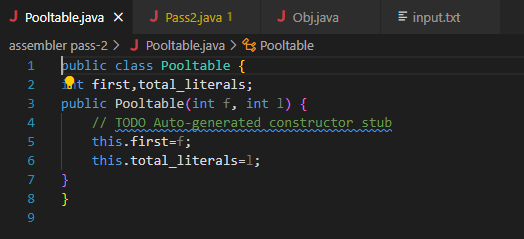 J Pooltable.java × J Pass2.java 1 J Obj.java input.txt
assembler pass-2 > J Pooltable.java > Pooltable
1 public class Pooltable {
2 int first,total_literals;
3 public Pooltable(int f, int l) {
4 // TODO Auto-generated constructor stub
5 this.first=f;
6 this.total_literals=l;
7 }
8 }
9